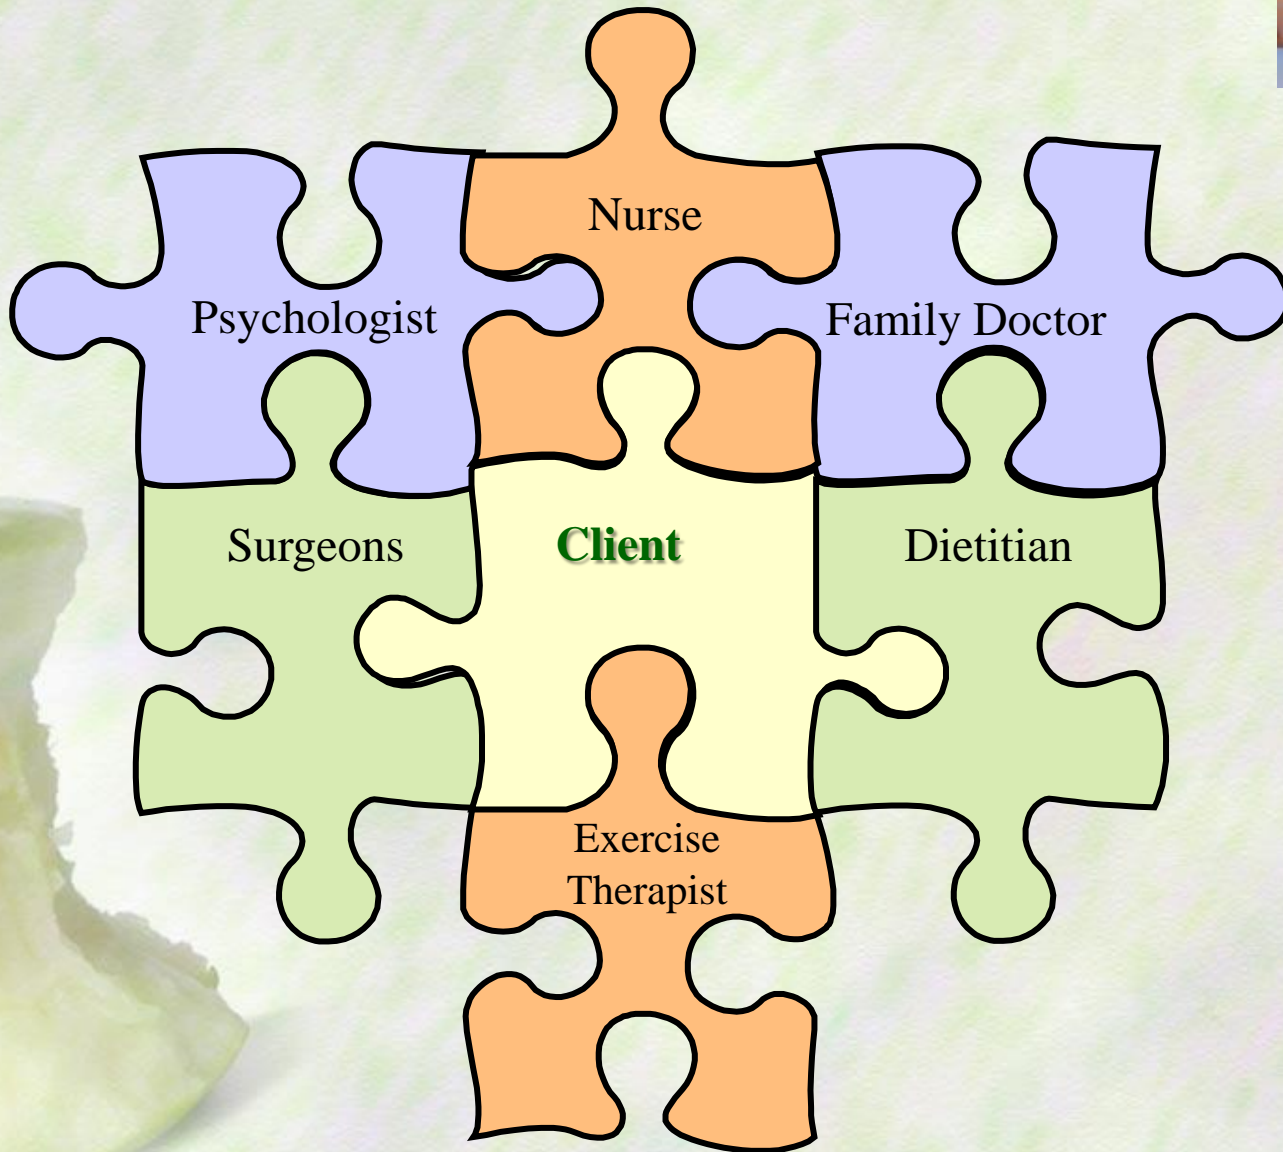 Nurse
Psychologist
Family Doctor
Surgeons
Client
Dietitian
Exercise
Therapist